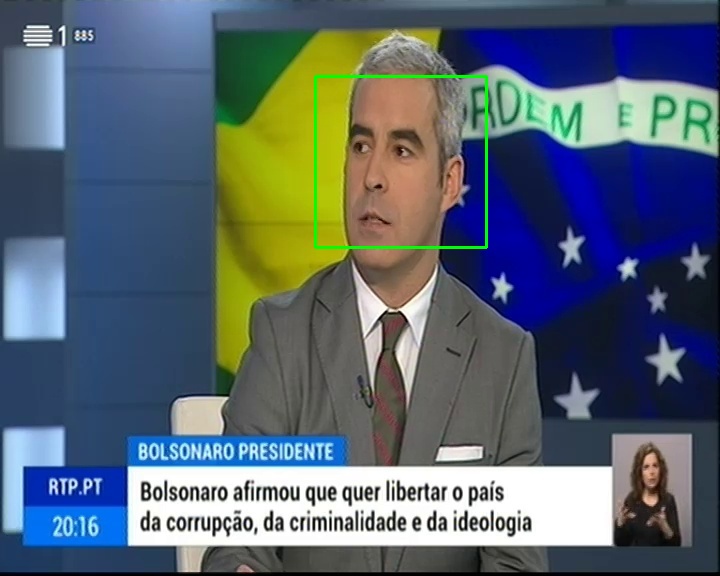 1 885
ORDEM E PR
BOLSONARO PRESIDENTE
RTP.PT
Bolsonaro afirmou que quer libertar o país
20:16
da corrupção, da criminalidade e da ideologia